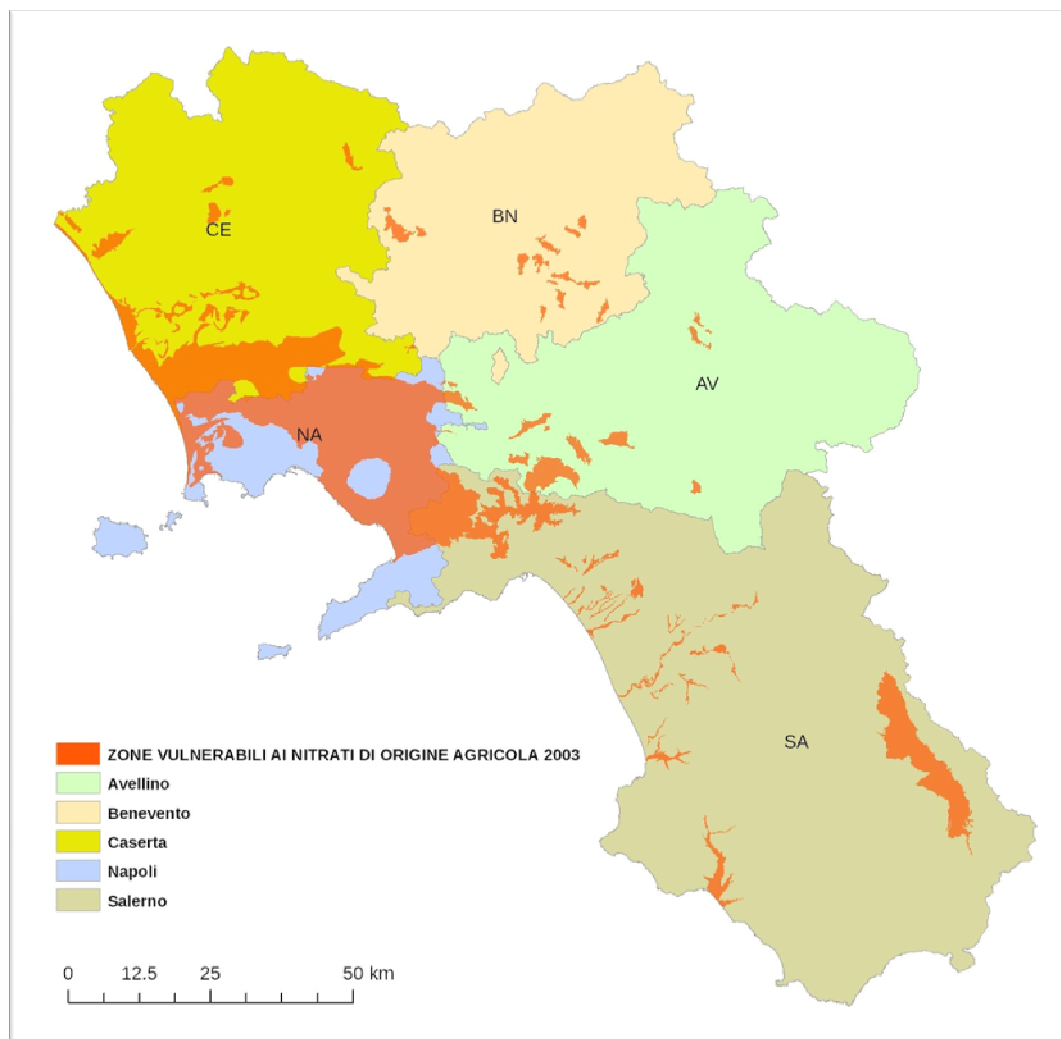 BN
CE
AV
NA
SA
ZONE VULNERABILI AI NITRATI DI ORIGINE AGRICOLA 2003
Avellino
Benevento
Caserta
Napoli
Salerno
0 12.5 25 50 km